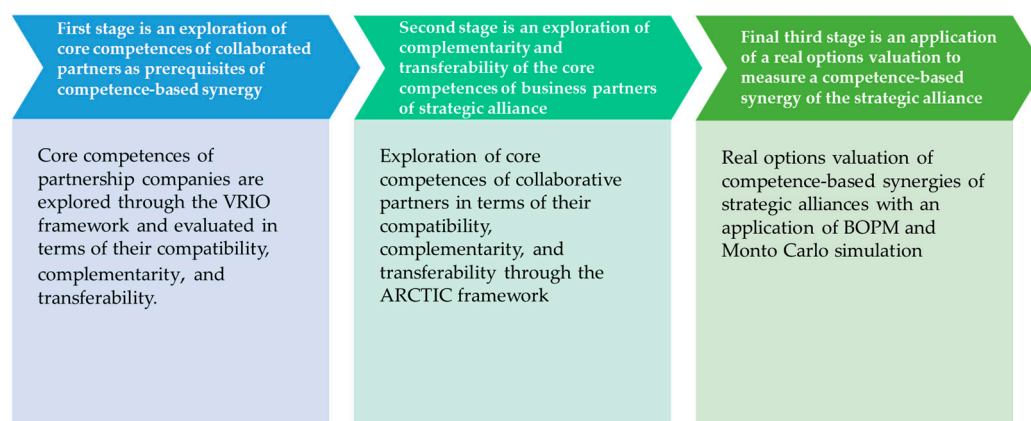 First stage is an exploration of
core competences of collaborated
partners as prerequisites of
competence-based synergy
Core competences of
partnership companies are
explored through the VRIO
framework and evaluated in
terms of their compatibility,
complementarity, and
transferability.
Second stage is an exploration of
complementarity and
transferability of the core
competences of business partners
of strategic alliance
Exploration of core
competences of collaborative
partners in terms of their
compatibility,
complementarity, and
transferability through the
ARCTIC framework
Final third stage is an application
of a real options valuation to
measure a competence-based
synergy of the strategic alliance
Real options valuation of
competence-based synergies of
strategic alliances with an
application of BOPM and
Monto Carlo simulation